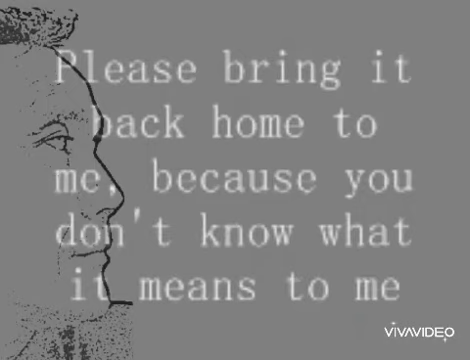 Please bring it
back home to
me, because you
don't know what
it means to me
VIVAVIDEO